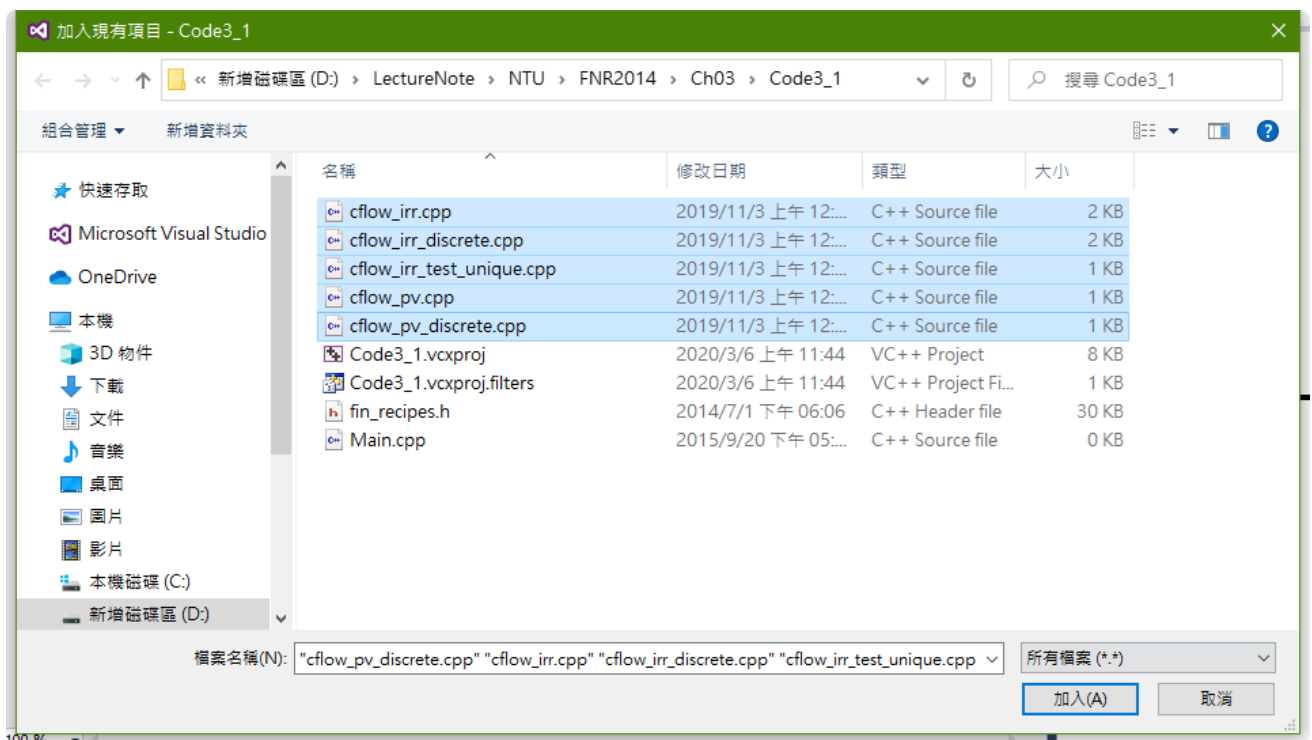 加入現有項目 - Code3_1
« 新增磁碟區 (D:) › LectureNote › NTU › FNR2014 › Ch03 › Code3_1
搜尋 Code3_1
組合管理 新增資料夾
快速存取
Microsoft Visual Studio
OneDrive
本機
3D 物件
下載
文件
音樂
桌面
圖片
影片
本機磁碟 (C:)
新增磁碟區 (D:)
名稱 修改日期 類型 大小
cflow_irr.cpp 2019/11/3 上午 12:... C++ Source file 2 KB
cflow_irr_discrete.cpp 2019/11/3 上午 12:... C++ Source file 2 KB
cflow_irr_test_unique.cpp 2019/11/3 上午 12:... C++ Source file 1 KB
cflow_pv.cpp 2019/11/3 上午 12:... C++ Source file 1 KB
cflow_pv_discrete.cpp 2019/11/3 上午 12:... C++ Source file 1 KB
Code3_1.vcxproj 2020/3/6 上午 11:44 VC++ Project 8 KB
Code3_1.vcxproj.filters 2020/3/6 上午 11:44 VC++ Project Fi... 1 KB
fin_recipes.h 2014/7/1 下午 06:06 C++ Header file 30 KB
Main.cpp 2015/9/20 下午 05:... C++ Source file 0 KB
檔案名稱(N): "cflow_pv_discrete.cpp" "cflow_irr.cpp" "cflow_irr_discrete.cpp" "cflow_irr_test_unique.cpp
所有檔案 (*.*)
加入(A) 取消